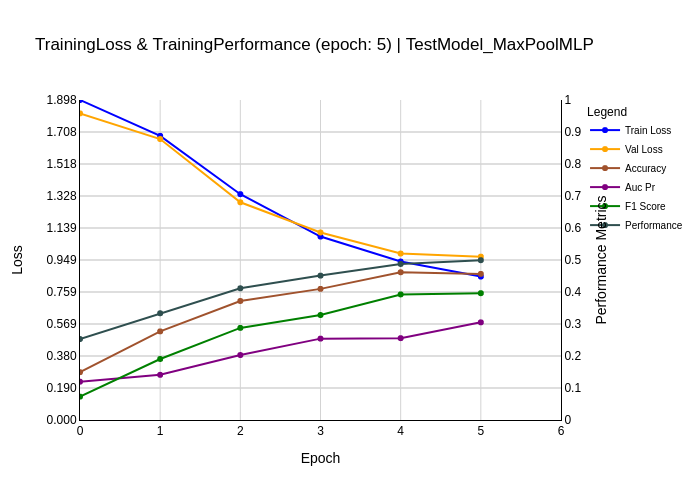 TrainingLoss & TrainingPerformance (epoch: 5) | TestModel_MaxPoolMLP
Legend
Train Loss
Val Loss
Accuracy
Auc Pr
F1 Score
Performance
Loss
1.898
1.708
1.518
1.328
1.139
0.949
0.759
0.569
0.380
0.190
0.000
1
0.9
0.8
0.7
0.6
0.5
0.4
0.3
0.2
0.1
0
Performance Metrics
0 1 2 3 4 5 6
Epoch